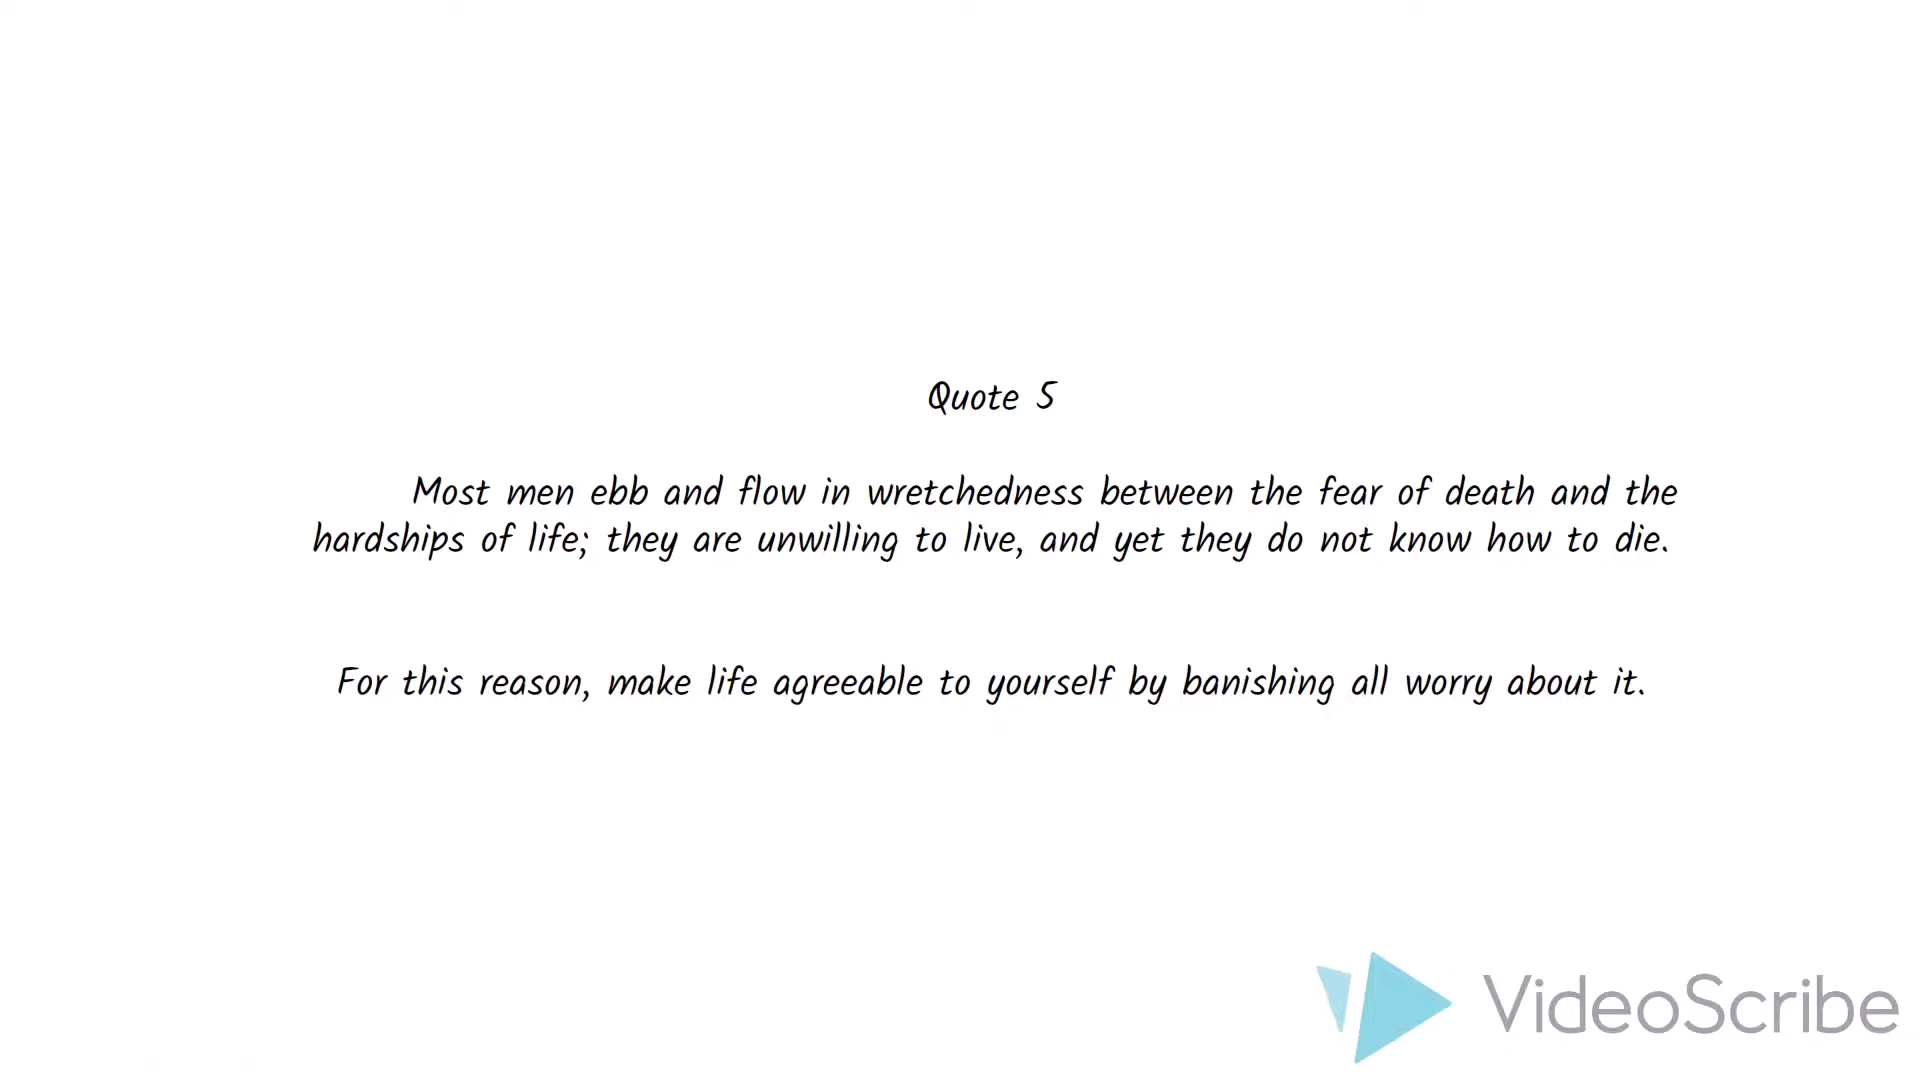 Quote 5
Most men ebb and flow in wretchedness between the fear of death and the
hardships of life; they are unwilling to live, and yet they do not know how to die.
For this reason, make life agreeable to yourself by banishing all worry about it.
VideoScribe